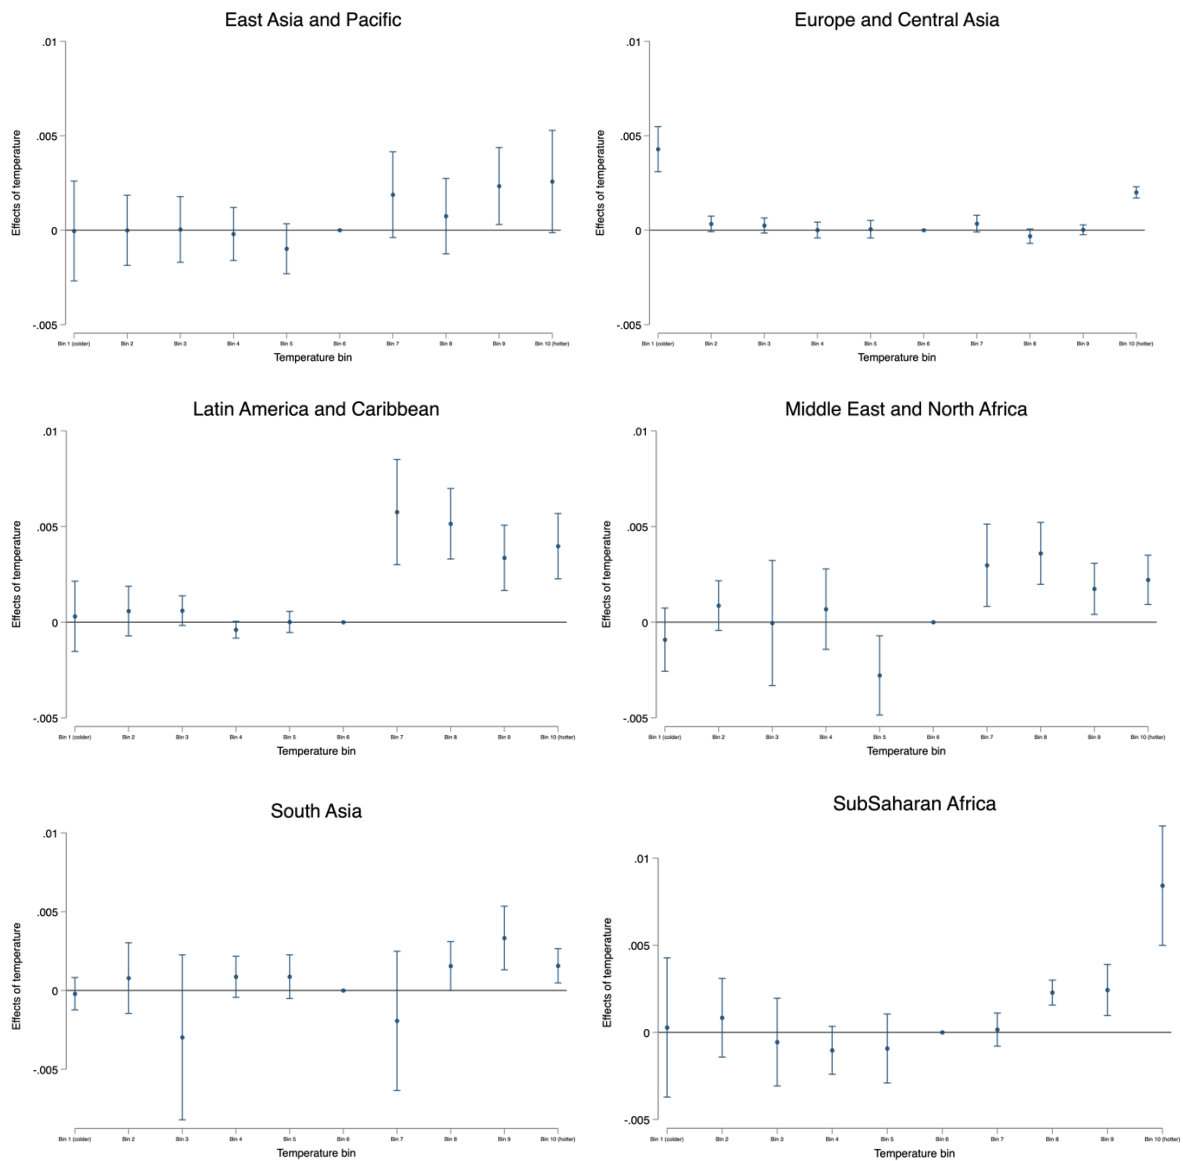 East Asia and Pacific
.01
.005
0
-.005
Effects of temperature
Bin 1 (colder) Bin 2 Bin 3 Bin 4 Bin 5 Bin 6 Bin 7 Bin 8 Bin 9 Bin 10 (hotter)
Temperature bin
Europe and Central Asia
.01
.005
0
-.005
Effects of temperature
Bin 1 (colder) Bin 2 Bin 3 Bin 4 Bin 5 Bin 6 Bin 7 Bin 8 Bin 9 Bin 10 (hotter)
Temperature bin
Latin America and Caribbean
.01
.005
0
-.005
Effects of temperature
Bin 1 (colder) Bin 2 Bin 3 Bin 4 Bin 5 Bin 6 Bin 7 Bin 8 Bin 9 Bin 10 (hotter)
Temperature bin
Middle East and North Africa
.01
.005
0
-.005
Effects of temperature
Bin 1 (colder) Bin 2 Bin 3 Bin 4 Bin 5 Bin 6 Bin 7 Bin 8 Bin 9 Bin 10 (hotter)
Temperature bin
South Asia
.01
.005
0
-.005
Effects of temperature
Bin 1 (colder) Bin 2 Bin 3 Bin 4 Bin 5 Bin 6 Bin 7 Bin 8 Bin 9 Bin 10 (hotter)
Temperature bin
SubSaharan Africa
.01
.005
0
-.005
Effects of temperature
Bin 1 (colder) Bin 2 Bin 3 Bin 4 Bin 5 Bin 6 Bin 7 Bin 8 Bin 9 Bin 10 (hotter)
Temperature bin